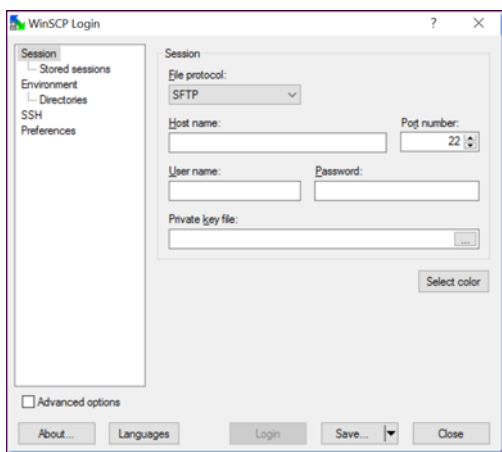 WinSCP Login
Session
Stored sessions
Environment
Directories
SSH
Preferences
Session
File protocol:
SFTP
Host name:
Port number:
22
User name:
Password:
Private key file:
...
Select color
Advanced options
About...
Languages
Login
Save...
Close